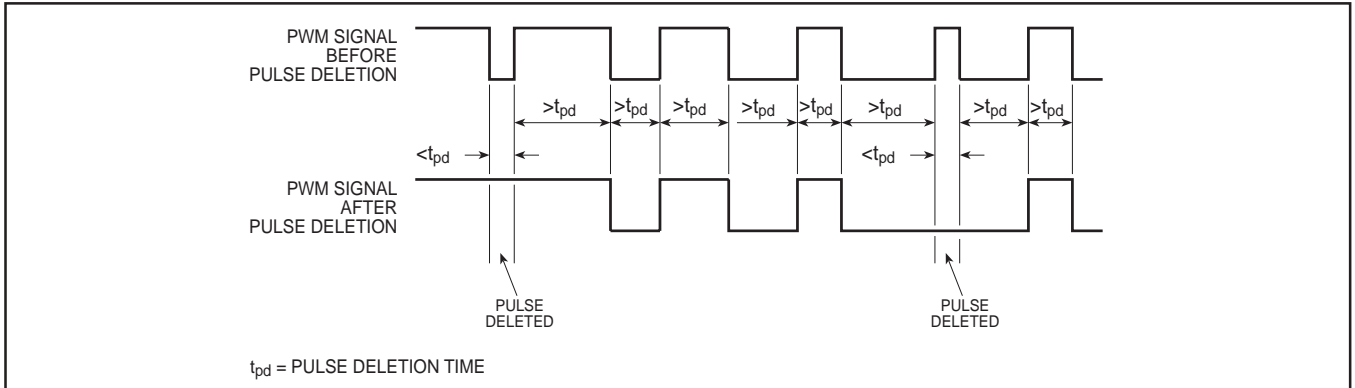 PWM SIGNAL
BEFORE
PULSE DELETION
>tpd >tpd >tpd >tpd >tpd >tpd >tpd >tpd
<tpd <tpd
PWM SIGNAL
AFTER
PULSE DELETION
PULSE
DELETED
PULSE
DELETED
tpd = PULSE DELETION TIME